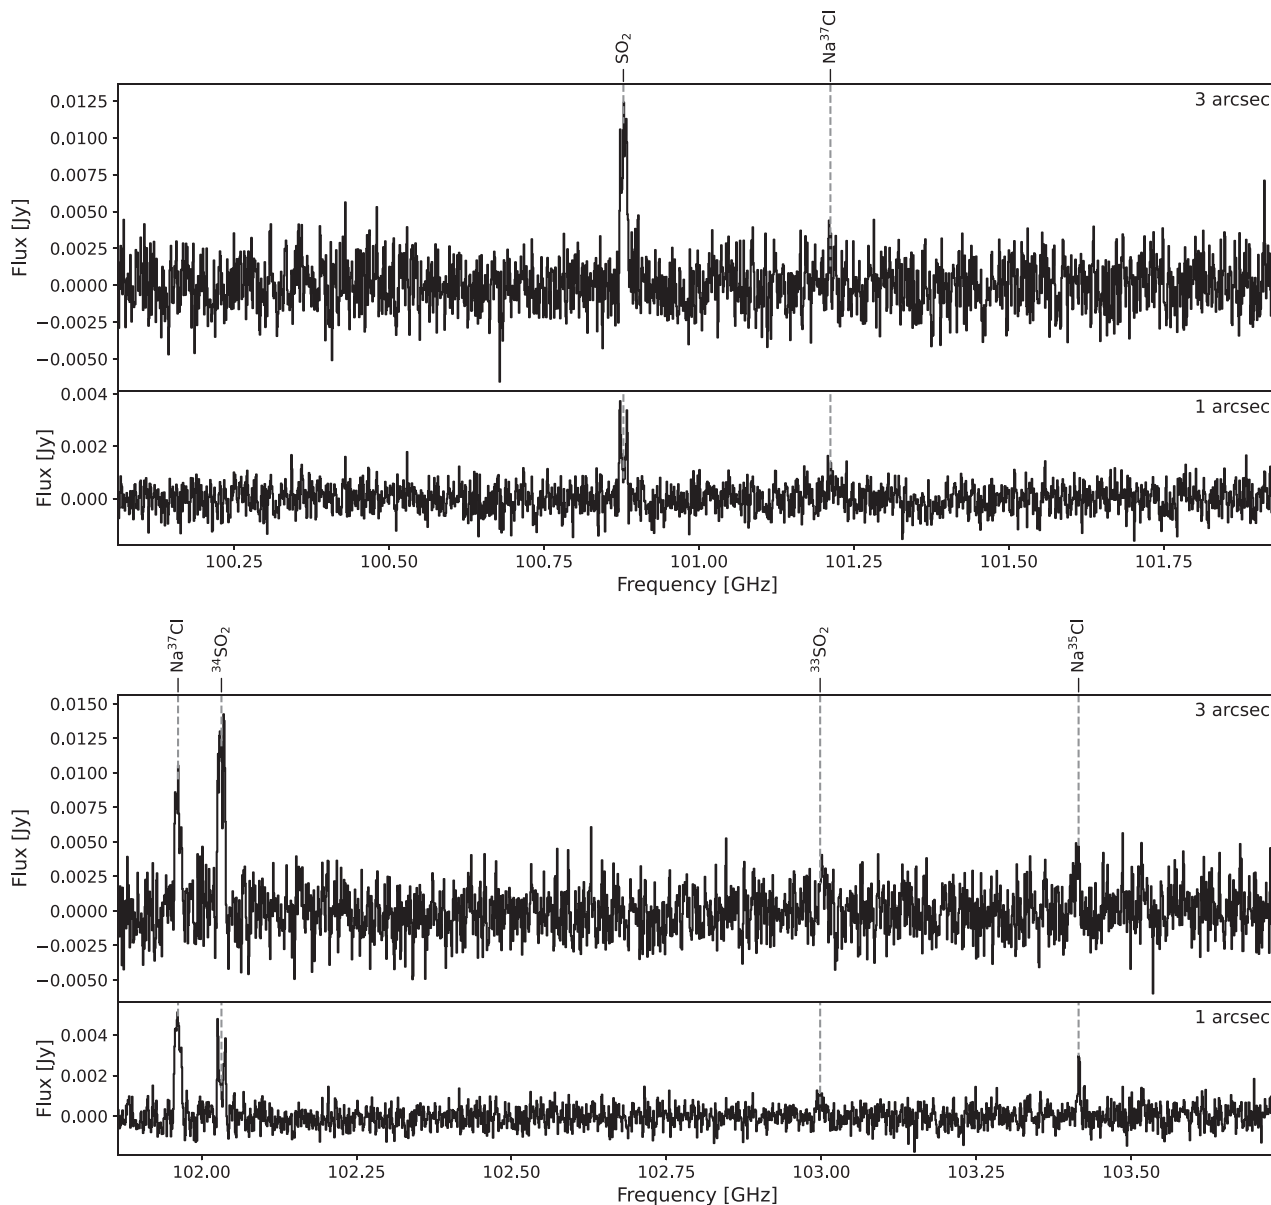 SO₂
Na³⁷Cl
3 arcsec
0.0125
0.0100
0.0075
0.0050
0.0025
0.0000
−0.0025
−0.0050
Flux [Jy]
1 arcsec
0.004
0.002
0.000
Flux [Jy]
100.25 100.50 100.75 101.00 101.25 101.50 101.75
Frequency [GHz]
Na³⁷Cl
³⁴SO₂
³³SO₂
Na³⁵Cl
3 arcsec
0.0150
0.0125
0.0100
0.0075
0.0050
0.0025
0.0000
−0.0025
−0.0050
Flux [Jy]
1 arcsec
0.004
0.002
0.000
Flux [Jy]
102.00 102.25 102.50 102.75 103.00 103.25 103.50
Frequency [GHz]